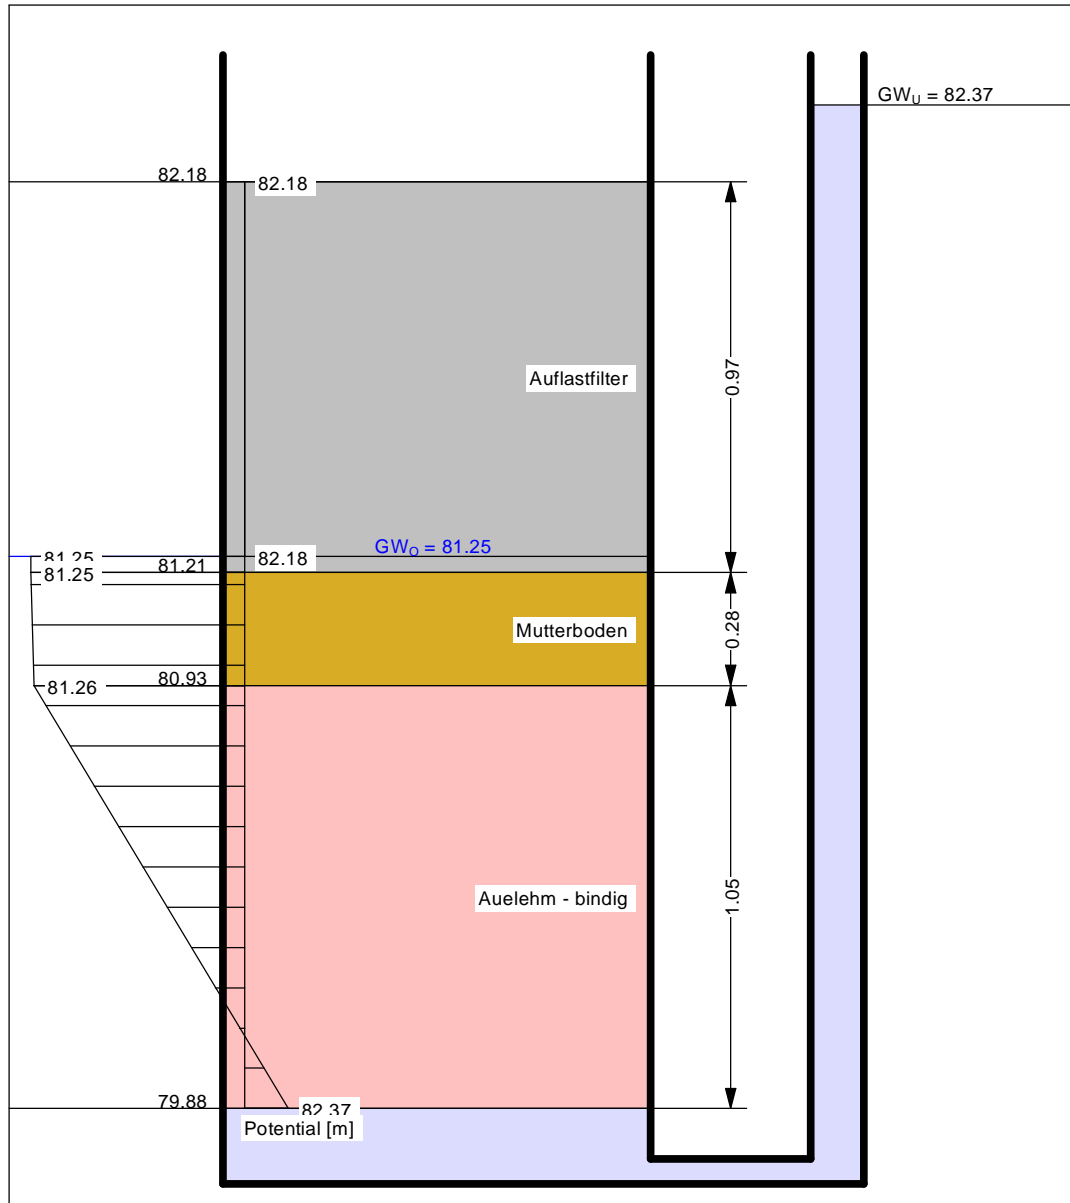 GWU = 82.37
82.18
82.18
0.97
Auflastfilter
GWO = 81.25
81.25
82.18
81.21
81.25
0.28
Mutterboden
80.93
81.26
1.05
Auelehm - bindig
79.88
82.37
Potential [m]